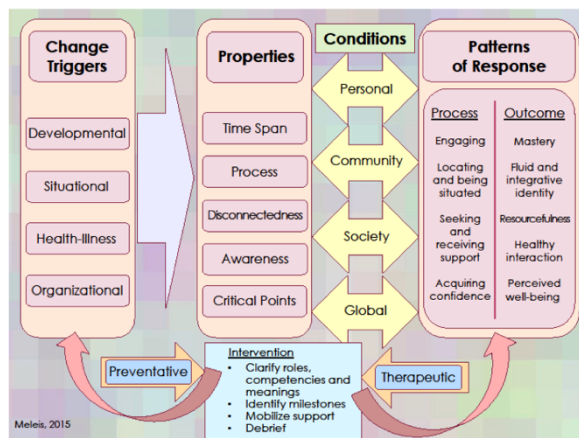 Change
Triggers
Developmental
Situational
Health-Illness
Organizational
Properties
Time Span
Process
Disconnectedness
Awareness
Critical Points
Conditions
Personal
Community
Society
Global
Patterns
of Response
Process
Engaging
Locating
and being
situated
Seeking
and
receiving
support
Acquiring
confidence
Outcome
Mastery
Fluid and
integrative
identity
Resourcefulness
Healthy
interaction
Perceived
well-being
Preventative
Intervention
• Clarify roles,
competencies and
meanings
• Identify milestones
• Mobilize support
• Debrief
Therapeutic
Meleis, 2015